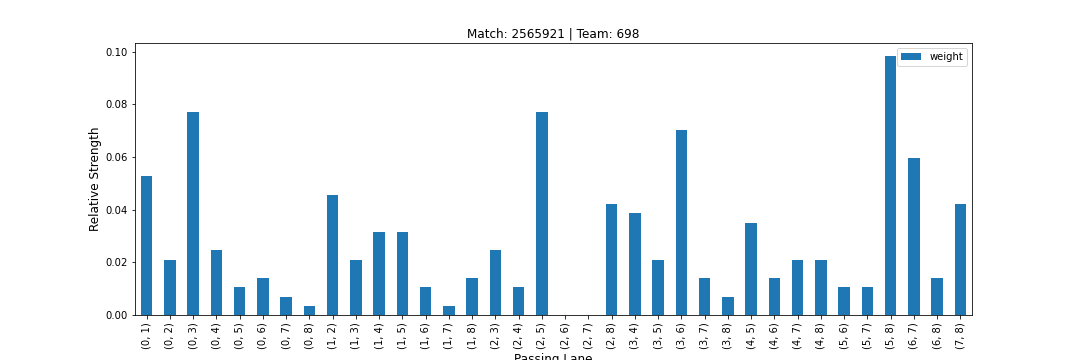 Match: 2565921 | Team: 698
weight
Relative Strength
0.10
0.08
0.06
0.04
0.02
0.00
(0, 1) (0, 2) (0, 3) (0, 4) (0, 5) (0, 6) (0, 7) (0, 8) (1, 2) (1, 3) (1, 4) (1, 5) (1, 6) (1, 7) (1, 8) (2, 3) (2, 4) (2, 5) (2, 6) (2, 7) (2, 8) (3, 4) (3, 5) (3, 6) (3, 7) (3, 8) (4, 5) (4, 6) (4, 7) (4, 8) (5, 6) (5, 7) (5, 8) (6, 7) (6, 8) (7, 8)
Passing Lane